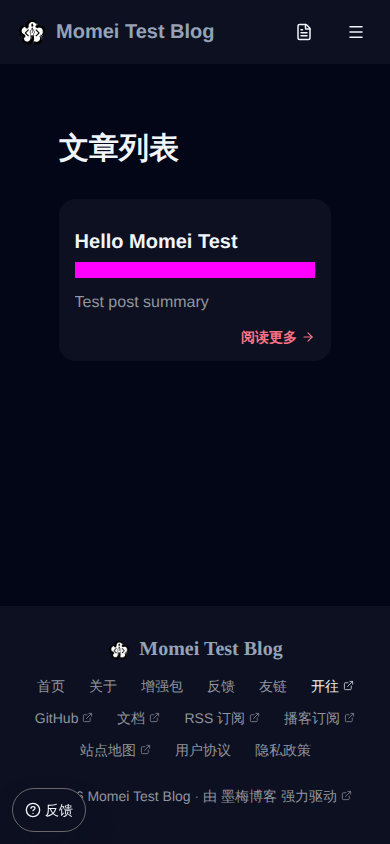 Momei Test Blog
文章列表
Hello Momei Test
Test post summary
阅读更多
Momei Test Blog
首页 关于 增强包 反馈 友链 开往
GitHub 文档 RSS 订阅 播客订阅
站点地图 用户协议 隐私政策
Momei Test Blog · 由 墨梅博客 强力驱动
反馈